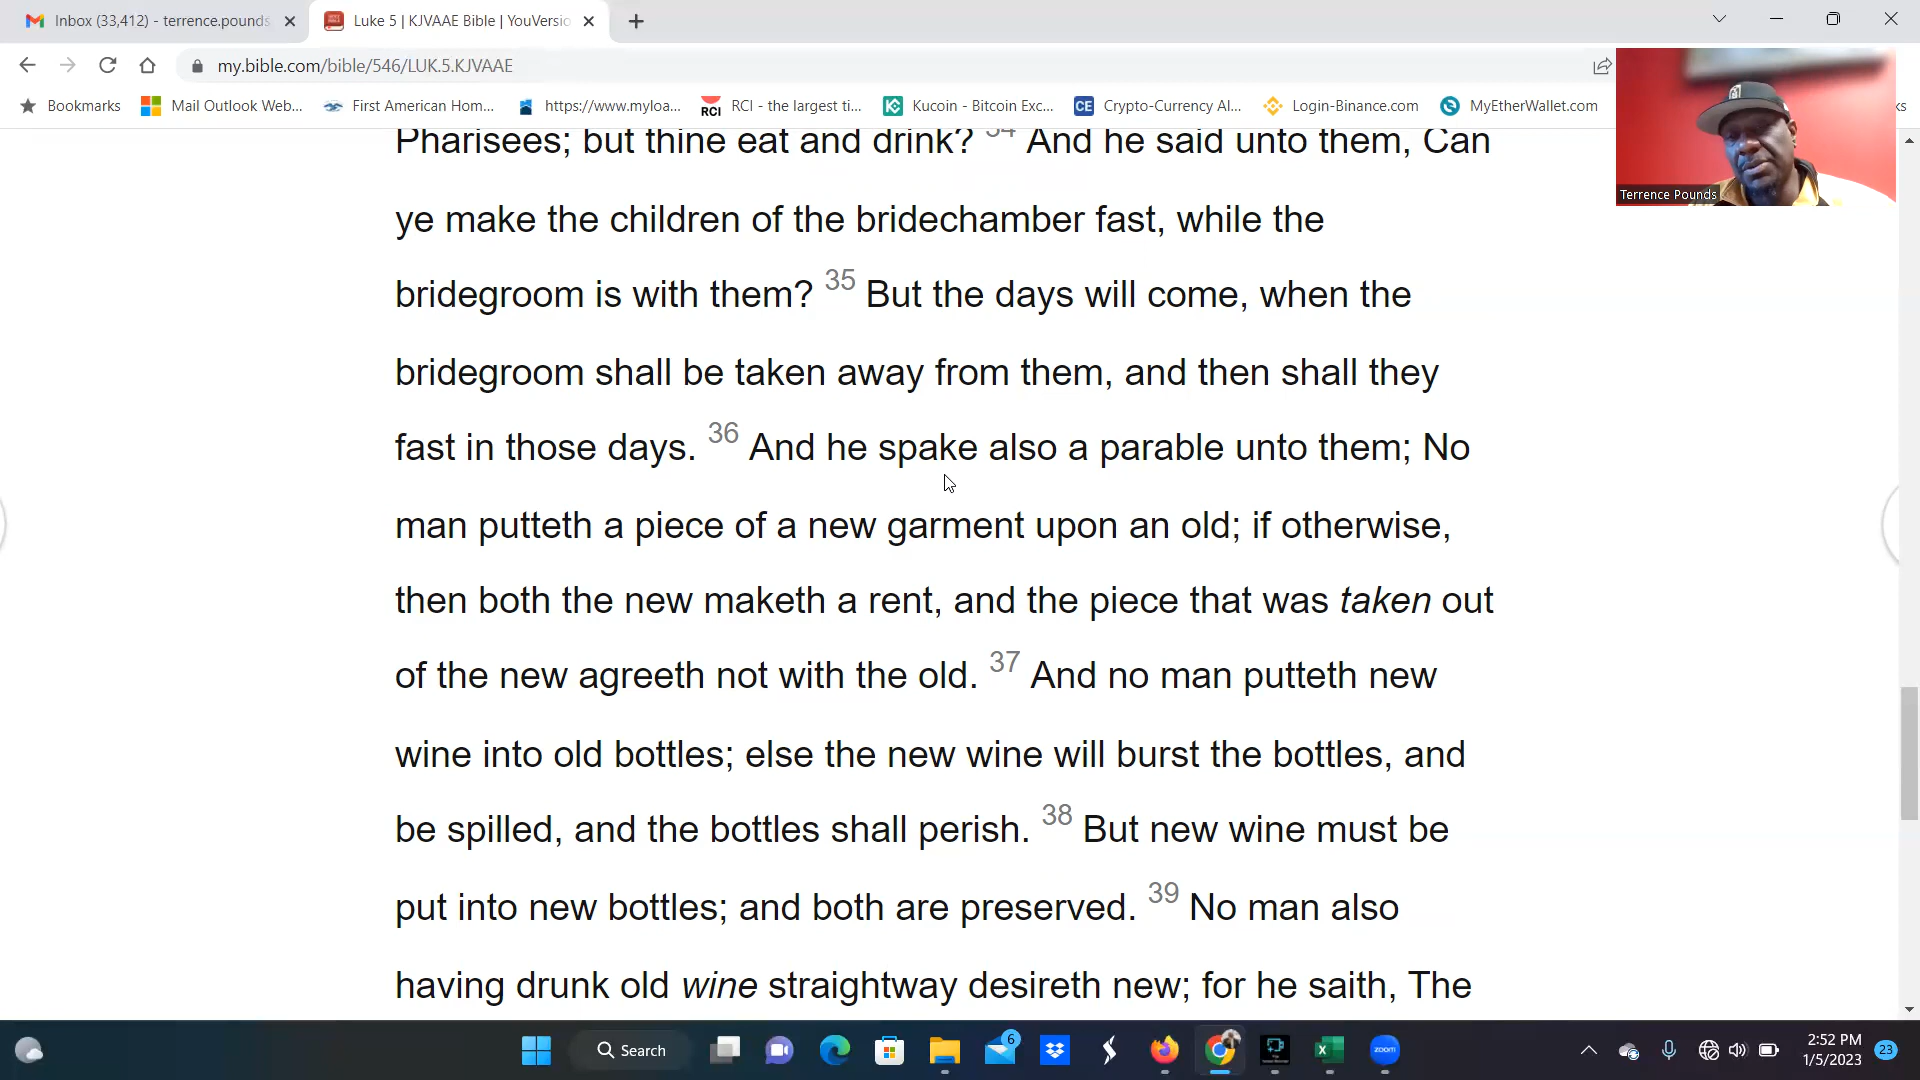 Inbox (33,412) - terrence.pounds
Luke 5 | KJVAAE Bible | YouVersio
my.bible.com/bible/546/LUK.5.KJVAAE
Bookmarks Mail Outlook Web... First American Hom... https://www.myloa... RCI RCI - the largest ti... Kucoin - Bitcoin Exc... CE Crypto-Currency Al... Login-Binance.com MyEtherWallet.com ks
Terrence Pounds
Pharisees; but thine eat and drink? 34 And he said unto them, Can
ye make the children of the bridechamber fast, while the
bridegroom is with them? 35 But the days will come, when the
bridegroom shall be taken away from them, and then shall they
fast in those days. 36 And he spake also a parable unto them; No
man putteth a piece of a new garment upon an old; if otherwise,
then both the new maketh a rent, and the piece that was taken out
of the new agreeth not with the old. 37 And no man putteth new
wine into old bottles; else the new wine will burst the bottles, and
be spilled, and the bottles shall perish. 38 But new wine must be
put into new bottles; and both are preserved. 39 No man also
having drunk old wine straightway desireth new; for he saith, The
Search
6
zoom
2:52 PM
1/5/2023
23